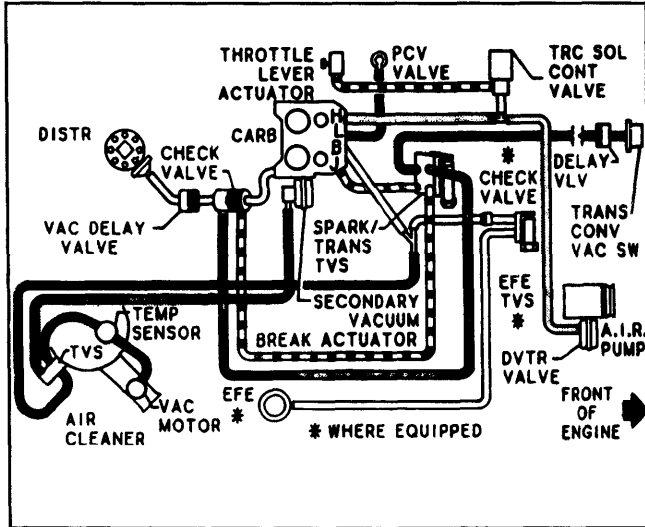 THROTTLE
LEVER
ACTUATOR
PCV
VALVE
TRC SOL
CONT
VALVE
DISTR
CARB
H
L
B
I
CHECK
VALVE
*
CHECK
VALVE
DELAY
VLV
VAC DELAY
VALVE
SPARK/
TRANS
TVS
TRANS
CONV
VAC SW
SECONDARY
VACUUM
BREAK ACTUATOR
EFE
TVS
*
TEMP
SENSOR
TVS
A.I.R.
PUMP
DVTR
VALVE
VAC
MOTOR
AIR
CLEANER
EFE
*
* WHERE EQUIPPED
FRONT
OF
ENGINE